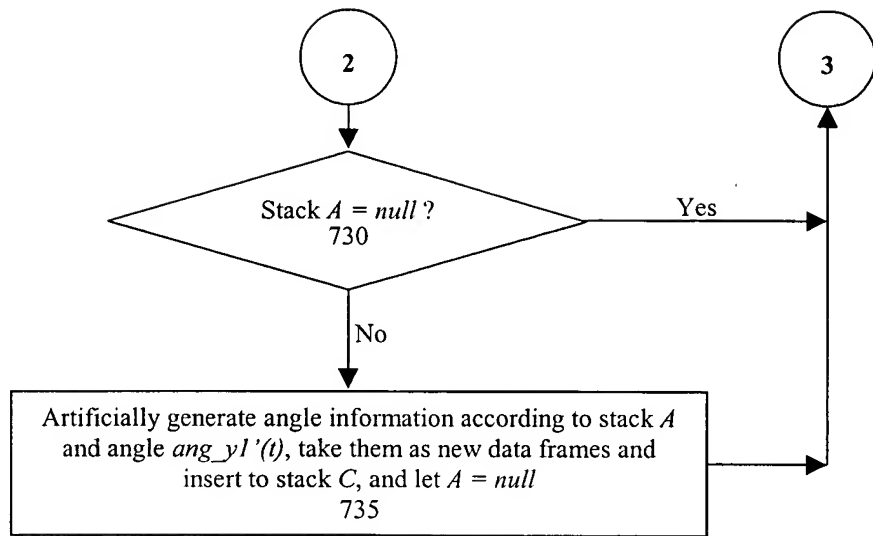 2
3
Stack A = null ?
730
Yes
No
Artificially generate angle information according to stack A
and angle ang_y1’(t), take them as new data frames and
insert to stack C, and let A = null
735